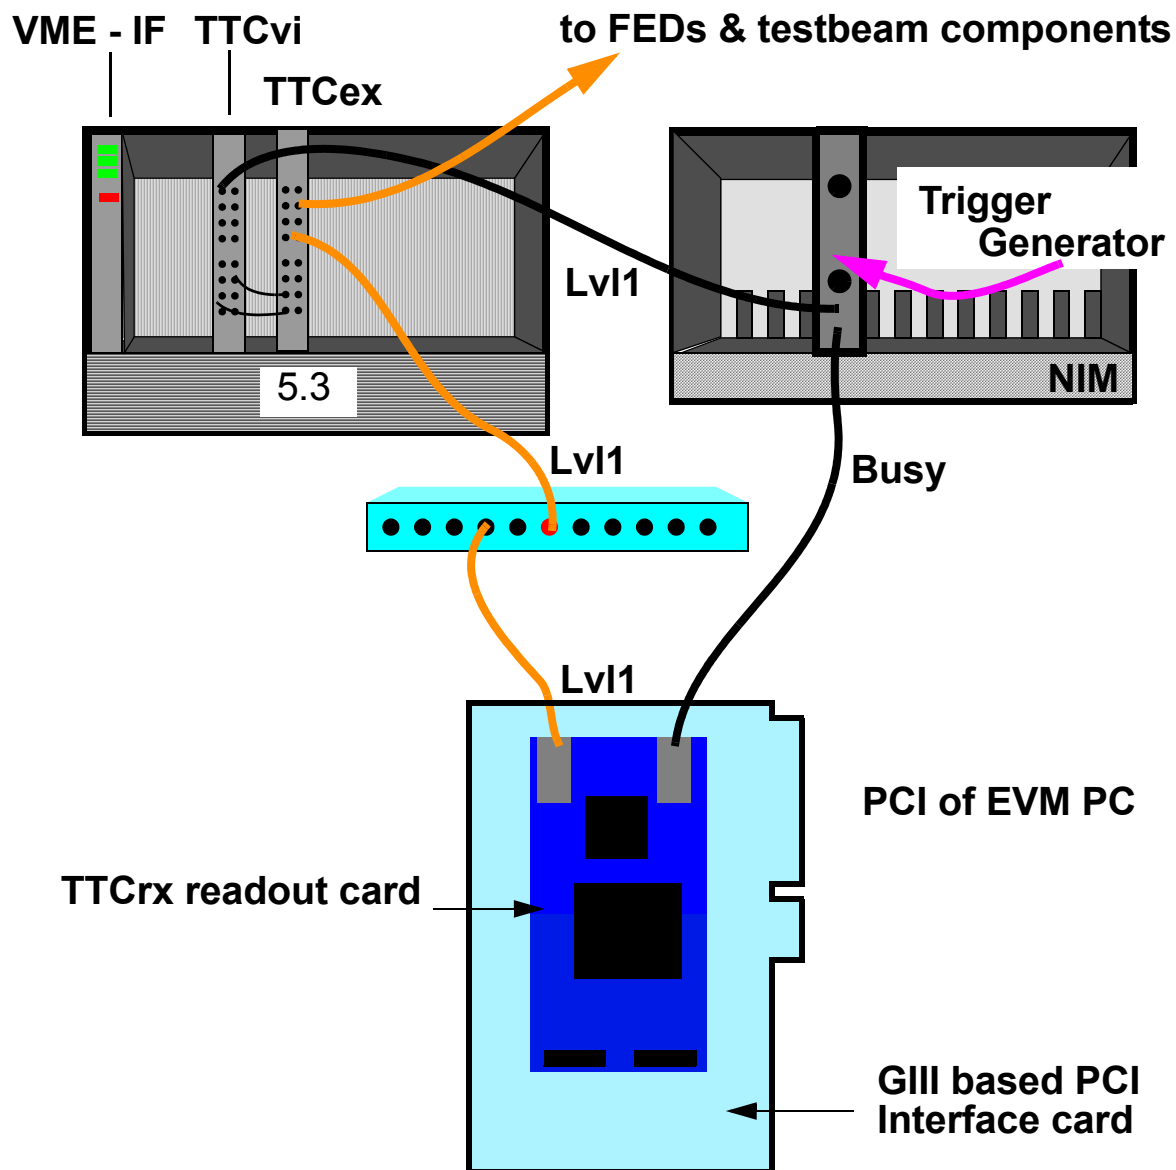 VME - IF TTCvi
to FEDs & testbeam components
TTCex
Trigger
Generator
Lvl1
NIM
5.3
Lvl1
Busy
Lvl1
PCI of EVM PC
TTCrx readout card
GIII based PCI
Interface card